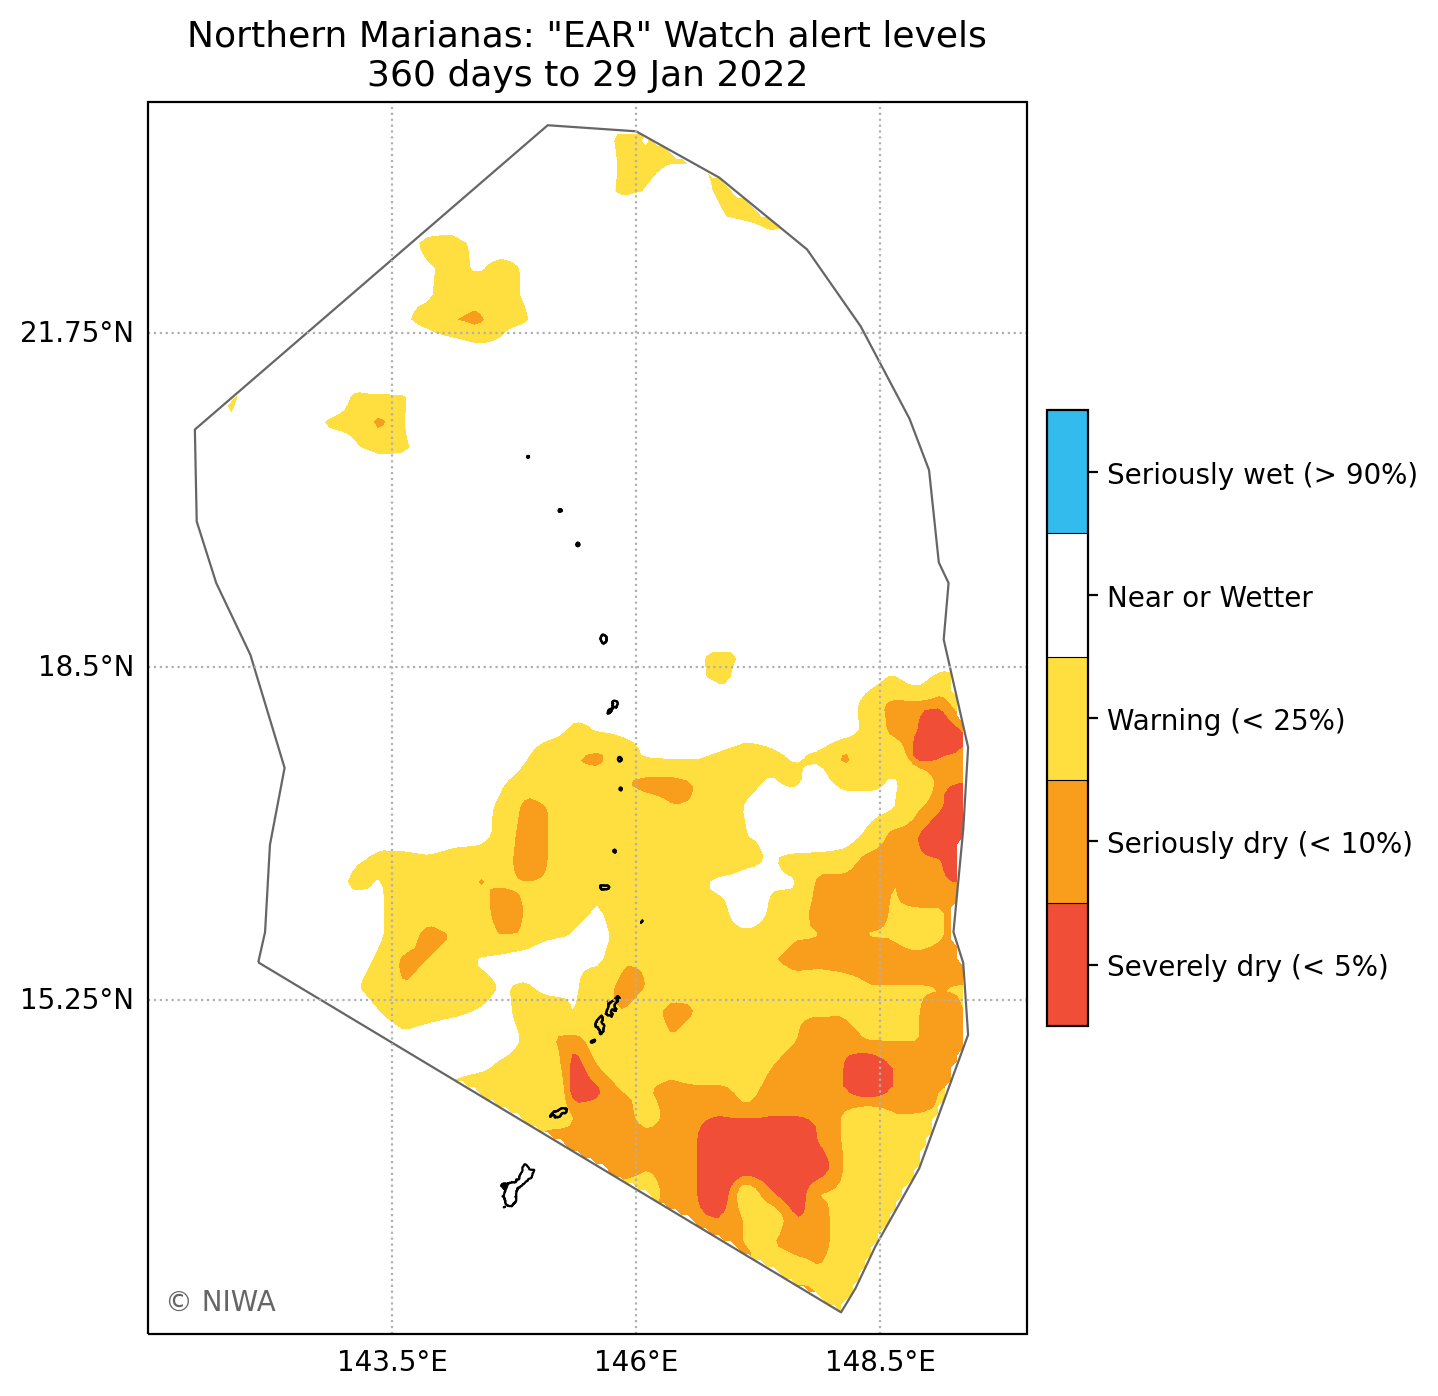 Northern Marianas: "EAR" Watch alert levels
360 days to 29 Jan 2022
21.75°N
18.5°N
15.25°N
143.5°E
146°E
148.5°E
© NIWA
Seriously wet (> 90%)
Near or Wetter
Warning (< 25%)
Seriously dry (< 10%)
Severely dry (< 5%)